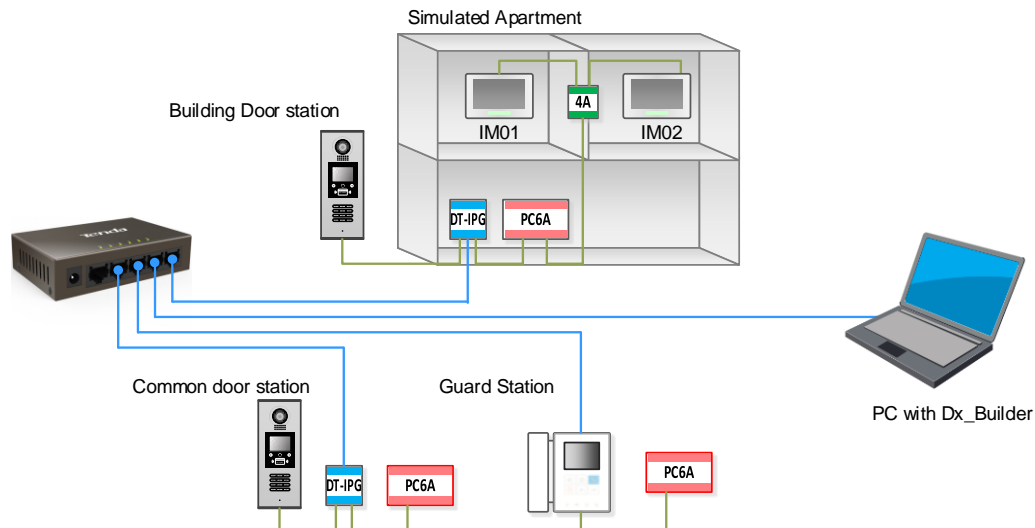 Simulated Apartment
Building Door station
4A
IM01
IM02
DT-IPG
PC6A
Tenda
Common door station
Guard Station
PC with Dx_Builder
DT-IPG
PC6A
PC6A